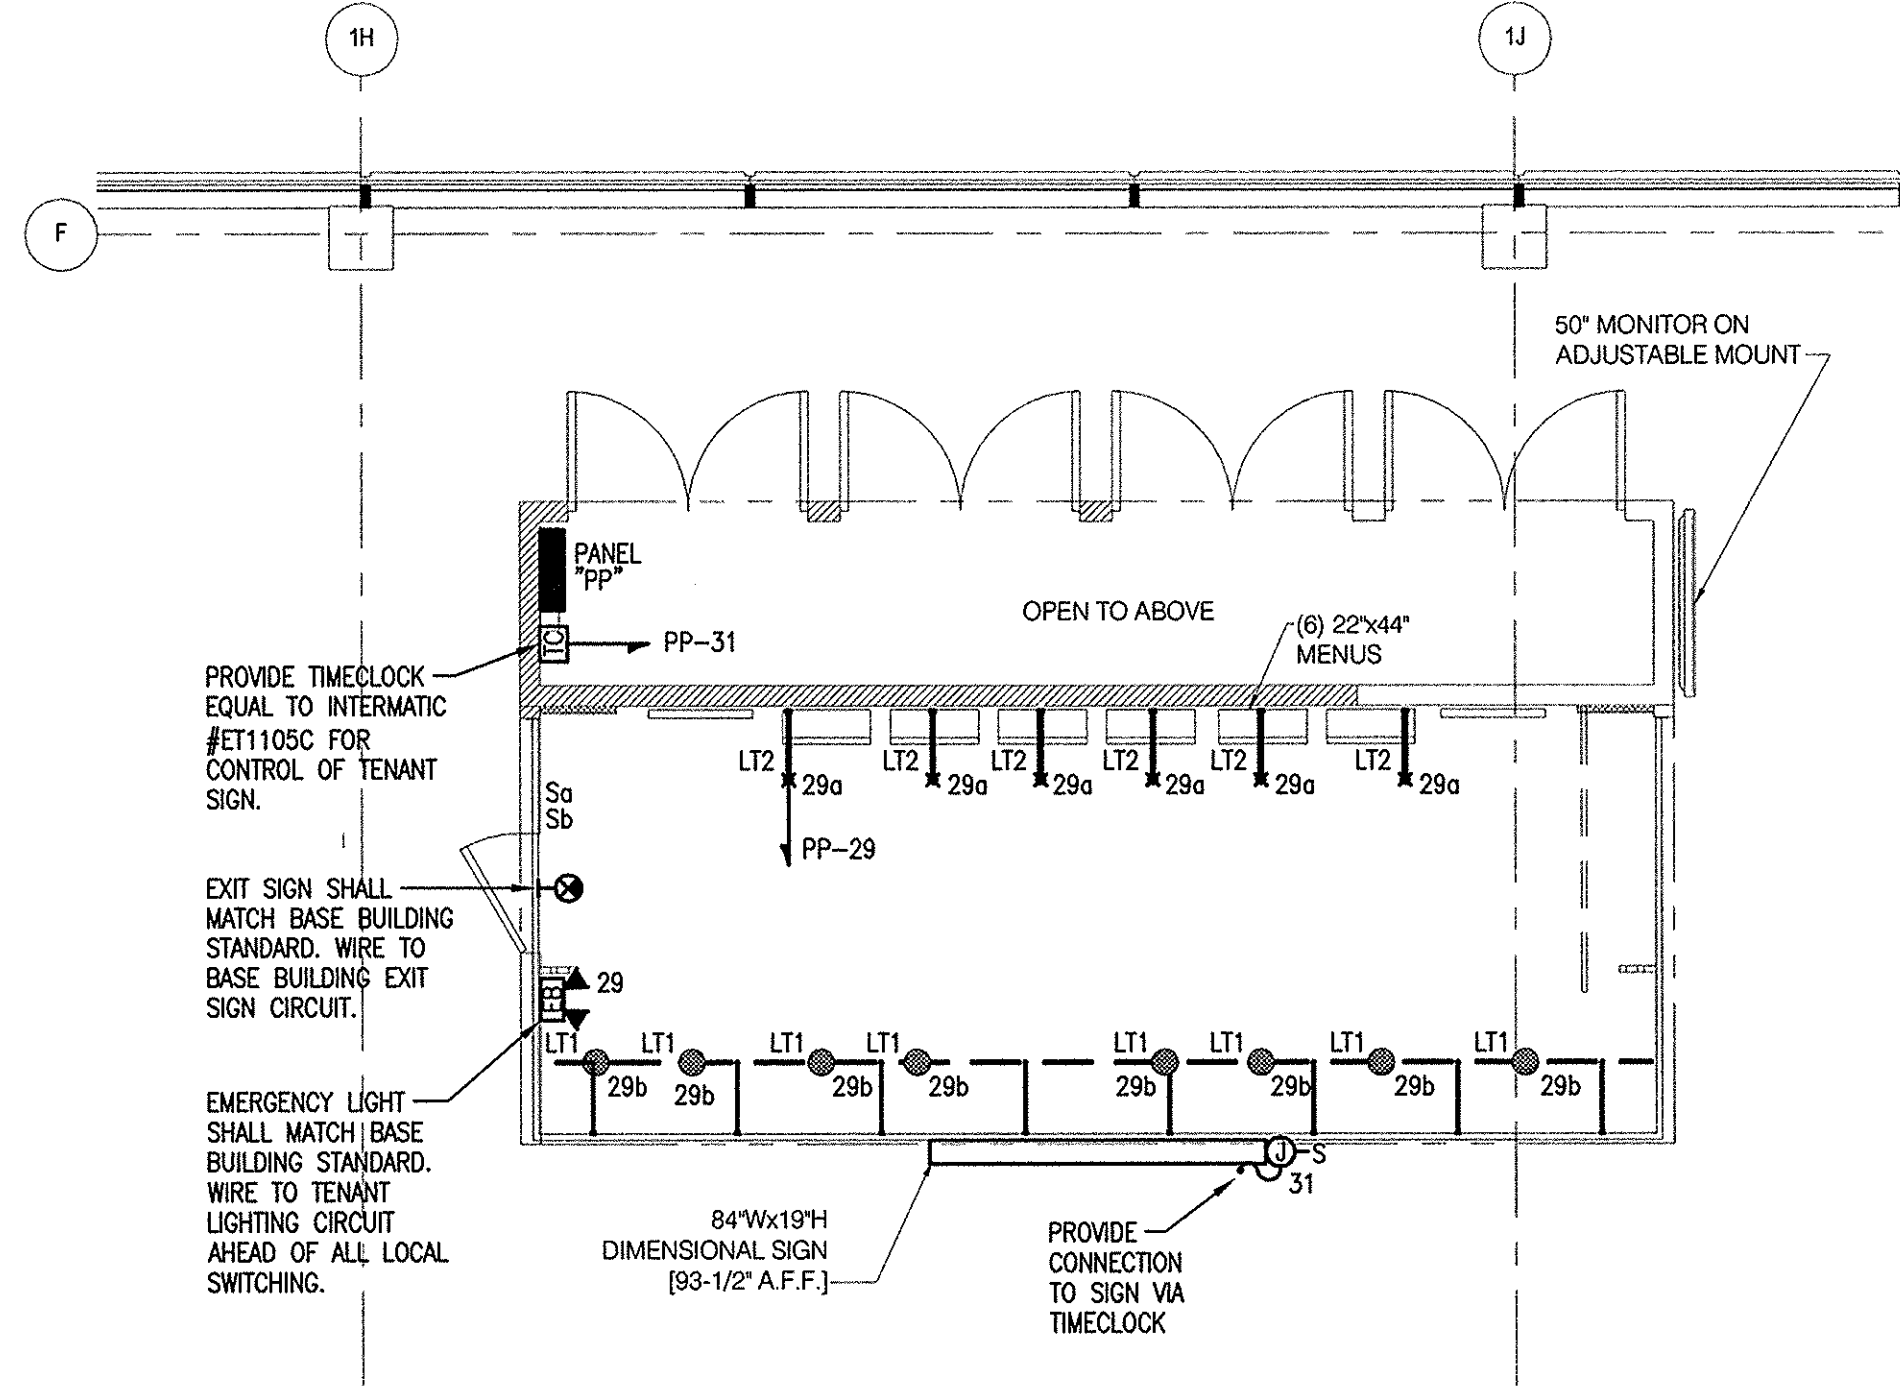 1H
1J
F
50" MONITOR ON
ADJUSTABLE MOUNT
PANEL
"PP"
OPEN TO ABOVE
TC
PP-31
(6) 22"x44"
MENUS
PROVIDE TIMECLOCK
EQUAL TO INTERMATIC
#ET1105C FOR
CONTROL OF TENANT
SIGN.
LT2
LT2
LT2
LT2
LT2
LT2
29a
29a
29a
29a
29a
29a
Sa
Sb
PP-29
EXIT SIGN SHALL
MATCH BASE BUILDING
STANDARD. WIRE TO
BASE BUILDING EXIT
SIGN CIRCUIT.
29
EB
LT1
LT1
LT1
LT1
LT1
LT1
LT1
LT1
29b
29b
29b
29b
29b
29b
29b
29b
EMERGENCY LIGHT
SHALL MATCH BASE
BUILDING STANDARD.
WIRE TO TENANT
LIGHTING CIRCUIT
AHEAD OF ALL LOCAL
SWITCHING.
J
S
31
84"Wx19"H
DIMENSIONAL SIGN
[93-1/2" A.F.F.]
PROVIDE
CONNECTION
TO SIGN VIA
TIMECLOCK